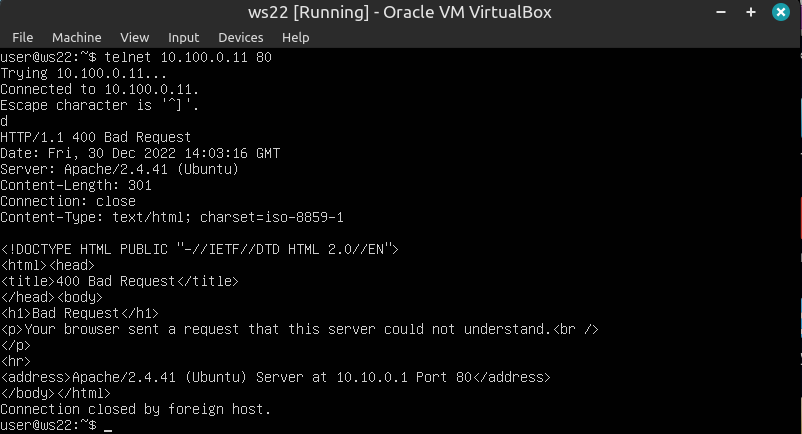 ws22 [Running] - Oracle VM VirtualBox
File Machine View Input Devices Help
user@ws22:~$ telnet 10.100.0.11 80
Trying 10.100.0.11...
Connected to 10.100.0.11.
Escape character is '^]'.
d
HTTP/1.1 400 Bad Request
Date: Fri, 30 Dec 2022 14:03:16 GMT
Server: Apache/2.4.41 (Ubuntu)
Content-Length: 301
Connection: close
Content-Type: text/html; charset=iso-8859-1

<!DOCTYPE HTML PUBLIC "-//IETF//DTD HTML 2.0//EN">
<html><head>
<title>400 Bad Request</title>
</head><body>
<h1>Bad Request</h1>
<p>Your browser sent a request that this server could not understand.<br />
</p>
<hr>
<address>Apache/2.4.41 (Ubuntu) Server at 10.10.0.1 Port 80</address>
</body></html>
Connection closed by foreign host.
user@ws22:~$ _